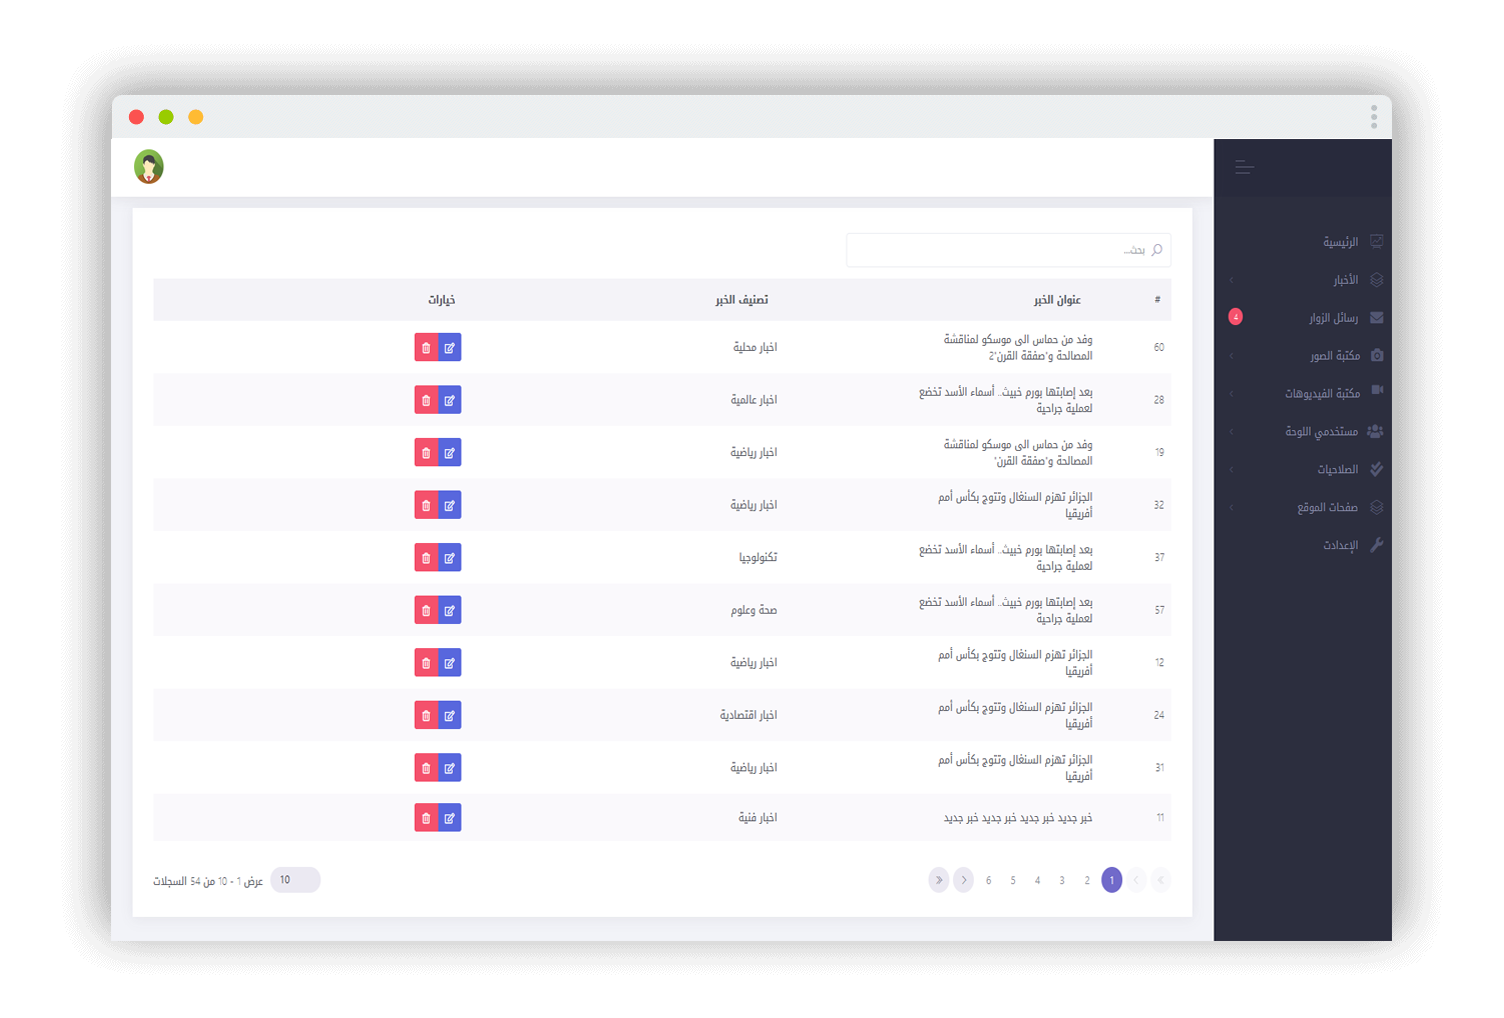 الرئيسية
الأخبار
رسائل الزوار
4
مكتبة الصور
مكتبة الفيديوهات
مستخدمي اللوحة
الصلاحيات
صفحات الموقع
الإعدادت
بحث...
# عنوان الخبر تصنيف الخبر خيارات
60 وفد من حماس الى موسكو لمناقشة اخبار محلية
المصالحة و"صفقة القرن"2
28 بعد إصابتها بورم خبيث.. أسماء الأسد تخضع اخبار عالمية
لعملية جراحية
19 وفد من حماس الى موسكو لمناقشة اخبار رياضية
المصالحة و"صفقة القرن"
32 الجزائر تهزم السنغال وتتوج بكأس أمم اخبار رياضية
أفريقيا
37 بعد إصابتها بورم خبيث.. أسماء الأسد تخضع تكنولوجيا
لعملية جراحية
57 بعد إصابتها بورم خبيث.. أسماء الأسد تخضع صحة وعلوم
لعملية جراحية
12 الجزائر تهزم السنغال وتتوج بكأس أمم اخبار رياضية
أفريقيا
24 الجزائر تهزم السنغال وتتوج بكأس أمم اخبار اقتصادية
أفريقيا
31 الجزائر تهزم السنغال وتتوج بكأس أمم اخبار رياضية
أفريقيا
11 خبر جديد خبر جديد خبر جديد خبر جديد اخبار فنية
1 2 3 4 5 6
10 عرض 1 - 10 من 54 السجلات